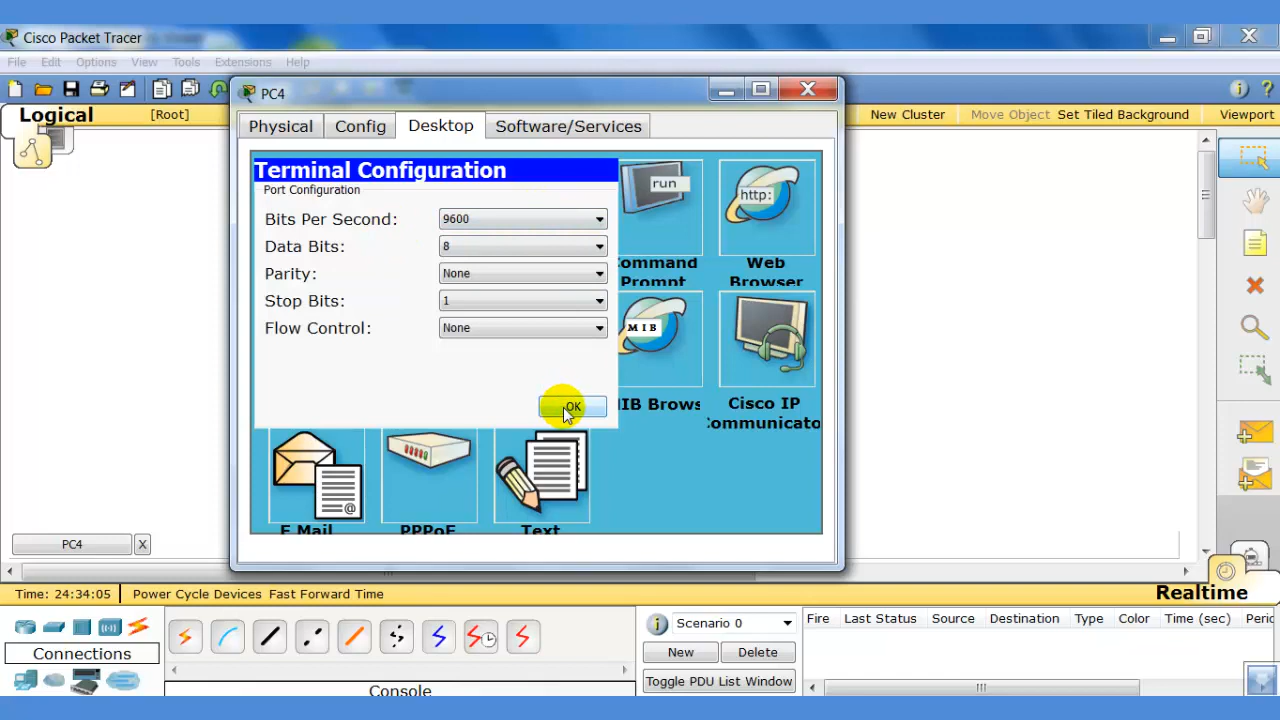 Cisco Packet Tracer
File Edit Options View Tools Extensions Help
Logical [Root] New Cluster Move Object Set Tiled Background Viewport
PC4
Physical Config Desktop Software/Services
Terminal Configuration
Port Configuration
Bits Per Second: 9600
Data Bits: 8
Parity: None
Stop Bits: 1
Flow Control: None
OK
run
http:
Command
Prompt
Web
Browser
MIB
IB Brows
Cisco IP
Communicato
E Mail
PPPoE
Text
PC4 X
Time: 24:34:05 Power Cycle Devices Fast Forward Time Realtime
Connections
Console
Scenario 0
New Delete
Toggle PDU List Window
Fire Last Status Source Destination Type Color Time (sec) Perio